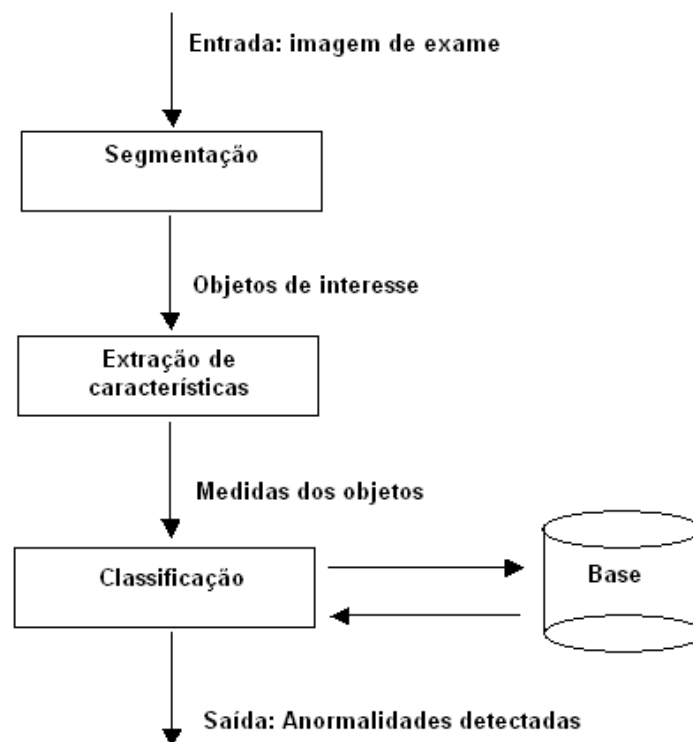 Entrada: imagem de exame
Segmentação
Objetos de interesse
Extração de
características
Medidas dos objetos
Classificação
Base
Saída: Anormalidades detectadas